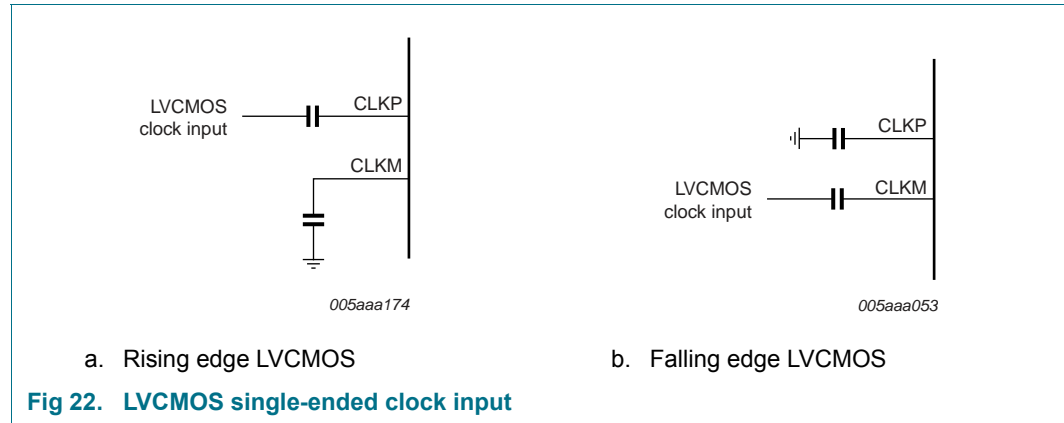 LVCMOS
clock input
CLKP
CLKM
005aaa174
a. Rising edge LVCMOS
CLKP
LVCMOS
clock input
CLKM
005aaa053
b. Falling edge LVCMOS
Fig 22. LVCMOS single-ended clock input